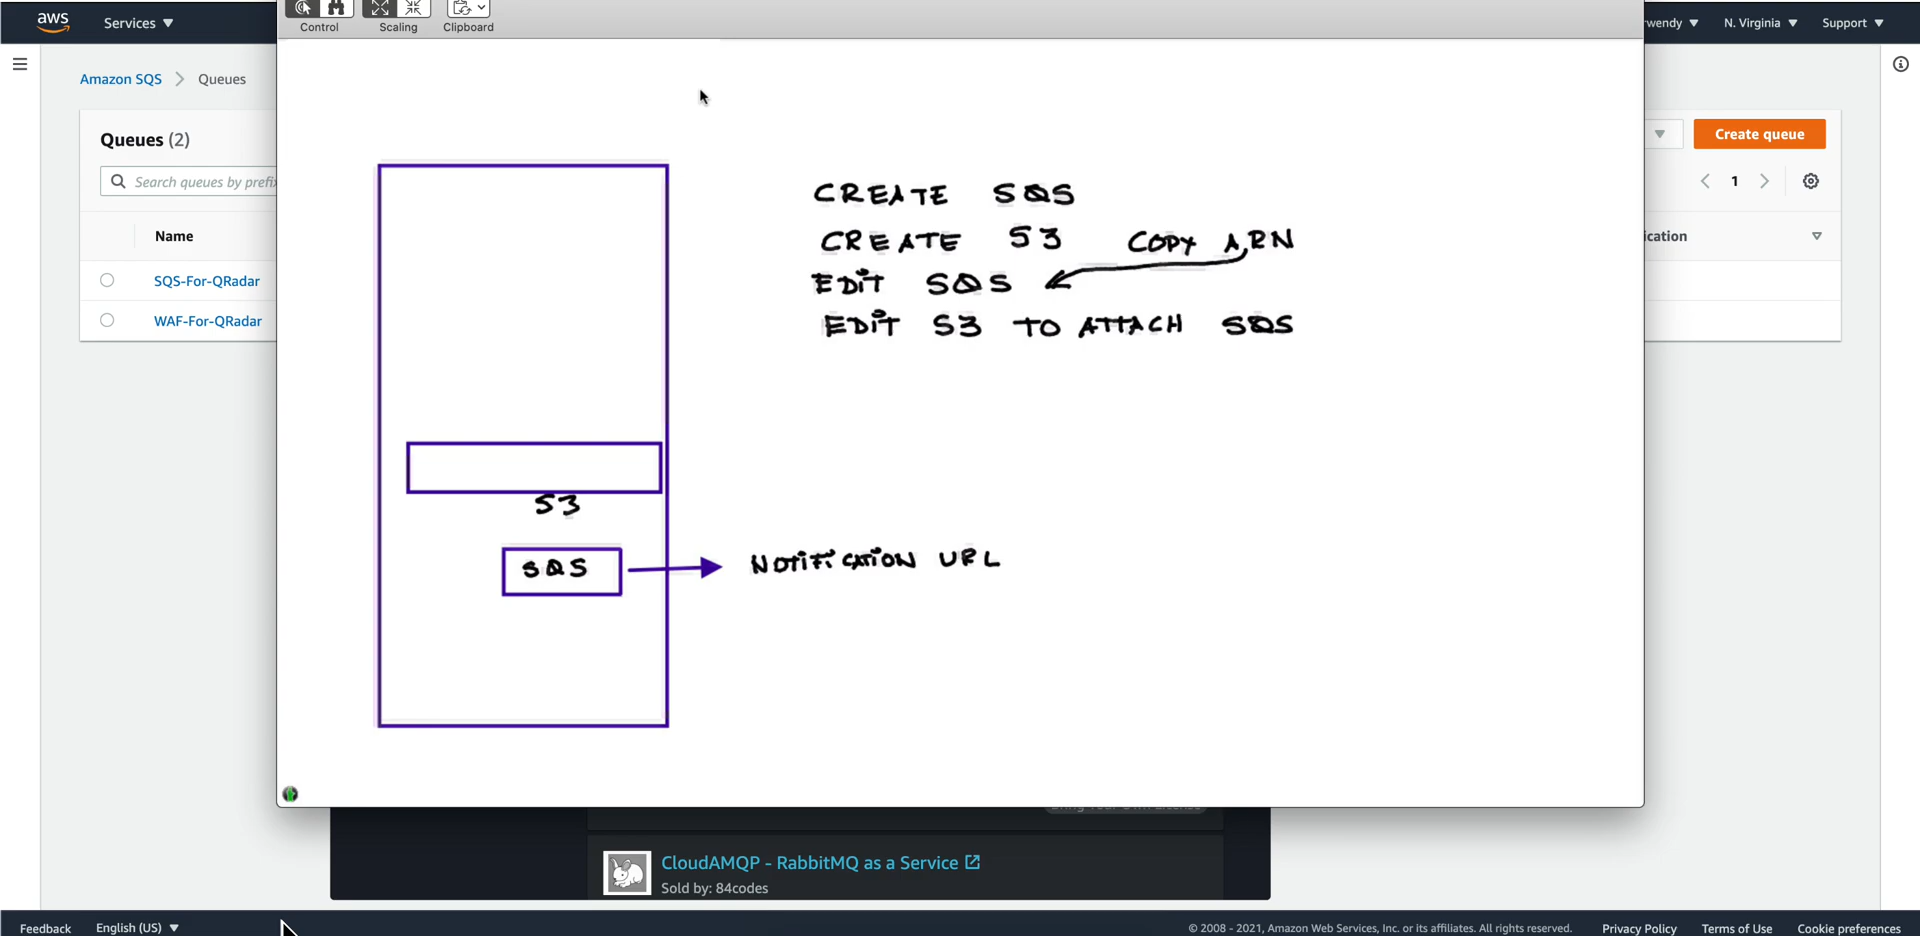 aws
Services
Control
Scaling
Clipboard
N. Virginia
Support
Amazon SQS
Queues
Queues (2)
Create queue
Search queues by
1
Name
SQS-For-QRadar
WAF-For-QRadar
CREATE SQS
CREATE S3 COPY ARN
EDIT SQS
EDIT S3 TO ATTACH SQS
S3
SQS
NOTIFICATION URL
CloudAMQP - RabbitMQ as a Service
Sold by: 84codes
Feedback
English (US)
© 2008 - 2021, Amazon Web Services, Inc. or its affiliates. All rights reserved.
Privacy Policy
Terms of Use
Cookie preferences